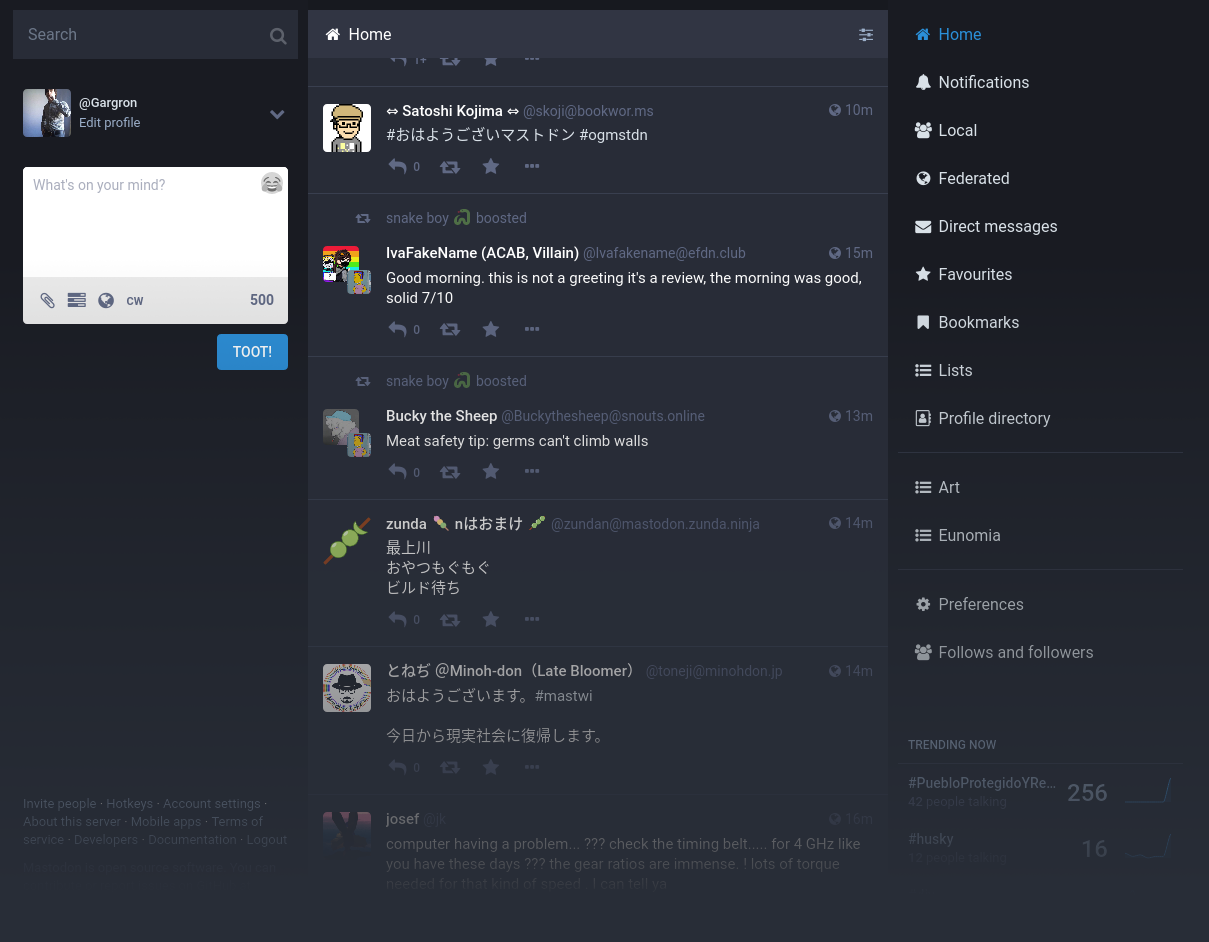 Search
@Gargron
Edit profile
What's on your mind?
CW
500
TOOT!
Invite people · Hotkeys · Account settings ·
About this server · Mobile apps · Terms of
service · Developers · Documentation · Logout
Home
1+
⇔ Satoshi Kojima ⇔ @skoji@bookwor.ms 10m
#おはようございマストドン #ogmstdn
0
snake boy boosted
IvaFakeName (ACAB, Villain) @Ivafakename@efdn.club 15m
Good morning. this is not a greeting it's a review, the morning was good,
solid 7/10
0
snake boy boosted
Bucky the Sheep @Buckythesheep@snouts.online 13m
Meat safety tip: germs can't climb walls
0
zunda 🍡 nはおまけ @zundan@mastodon.zunda.ninja 14m
最上川
おやつもぐもぐ
ビルド待ち
0
とねぢ @Minoh-don（Late Bloomer） @toneji@minohdon.jp 14m
おはようございます。#mastwi
今日から現実社会に復帰します。
0
josef @jk 16m
computer having a problem... ??? check the timing belt..... for 4 GHz like
you have these days ??? the gear ratios are immense. ! lots of torque
needed for that kind of speed.. I can tell ya
Home
Notifications
Local
Federated
Direct messages
Favourites
Bookmarks
Lists
Profile directory
Art
Eunomia
Preferences
Follows and followers
TRENDING NOW
#PuebloProtegidoYRe... 256
42 people talking
#husky 16
12 people talking